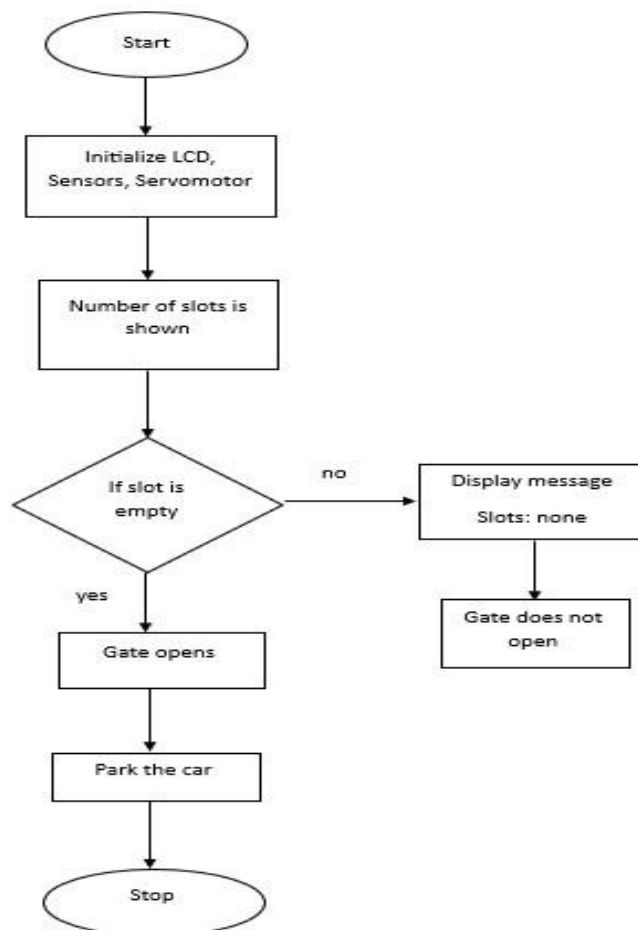 Start
Initialize LCD,
Sensors, Servomotor
Number of slots is
shown
If slot is
empty
no
Display message
Slots: none
yes
Gate does not
open
Gate opens
Park the car
Stop